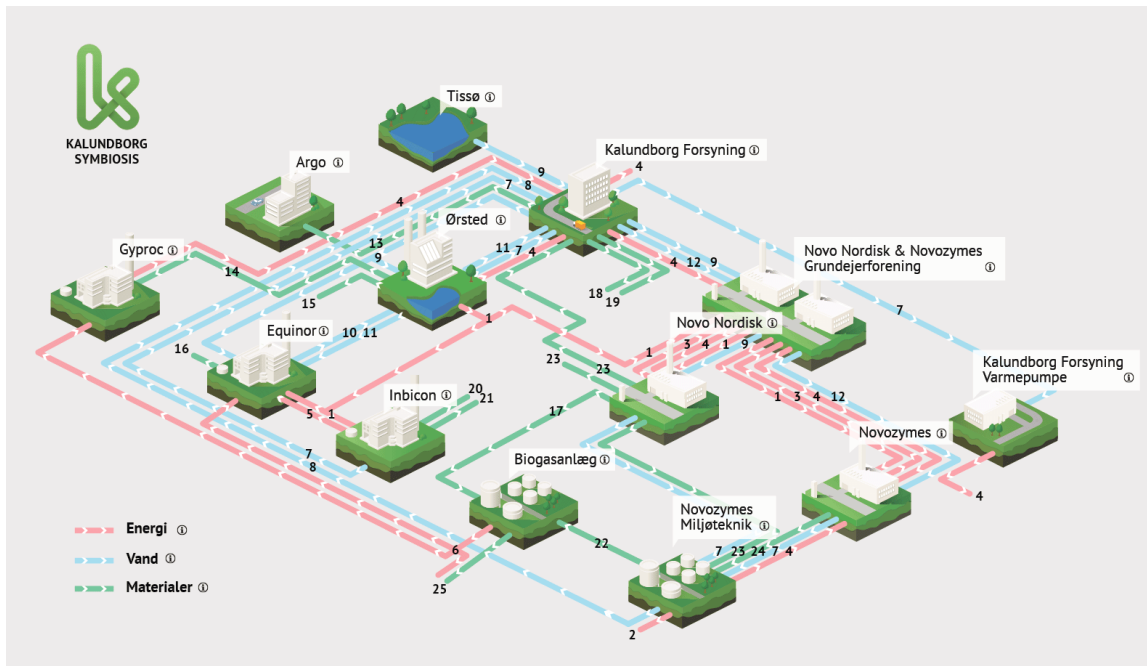 KALUNDBORG
SYMBIOSIS
Tissø
Kalundborg Forsyning
4
9
Argo
4
7
8
Ørsted
Gyproc
13
9
11
7
4
14
4
12
9
Novo Nordisk & Novozymes
Grundejerforening
15
18
19
7
Equinor
1
Novo Nordisk
10
11
16
1
3
4
1
9
23
23
Kalundborg Forsyning
Varmepumpe
Inbicon
20
21
5
1
1
3
4
12
17
Novozymes
7
8
Biogasanlæg
4
Novozymes
Miljøteknik
Energi
6
22
7
23
24
7
4
Vand
Materialer
25
2